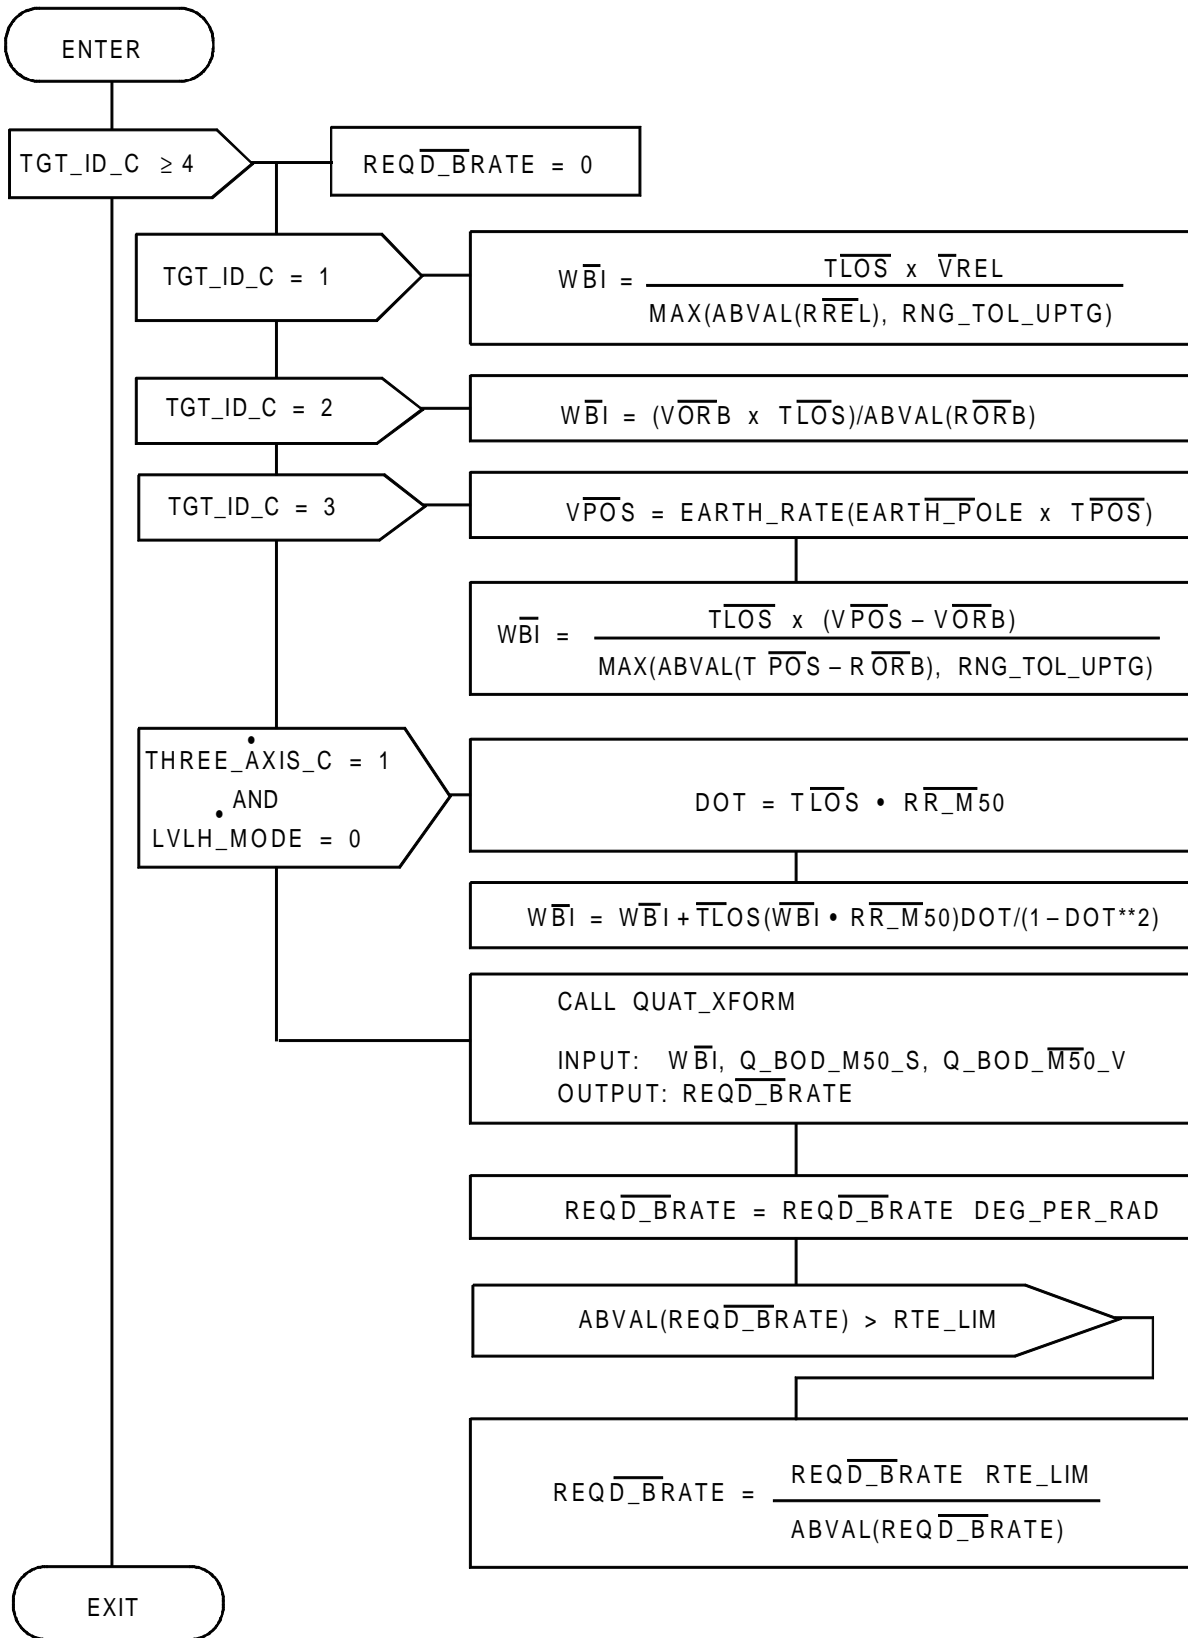 ENTER
TGT_ID_C ≥ 4
REQD_BRATE = 0
TGT_ID_C = 1
WBI = TLOS x VREL
MAX(ABVAL(RREL), RNG_TOL_UPTG)
TGT_ID_C = 2
WBI = (VORB x TLOS)/ABVAL(RORB)
TGT_ID_C = 3
VPOS = EARTH_RATE(EARTH_POLE x TPOS)
WBI = TLOS x (VPOS – VORB)
MAX(ABVAL(T POS – R ORB), RNG_TOL_UPTG)
THREE_AXIS_C = 1
AND
LVLH_MODE = 0
DOT = TLOS • RR_M50
WBI = WBI + TLOS(WBI • RR_M50)DOT/(1 – DOT**2)
CALL QUAT_XFORM
INPUT: WBI, Q_BOD_M50_S, Q_BOD_M50_V
OUTPUT: REQD_BRATE
REQD_BRATE = REQD_BRATE DEG_PER_RAD
ABVAL(REQD_BRATE) > RTE_LIM
REQD_BRATE = REQD_BRATE RTE_LIM
ABVAL(REQD_BRATE)
EXIT